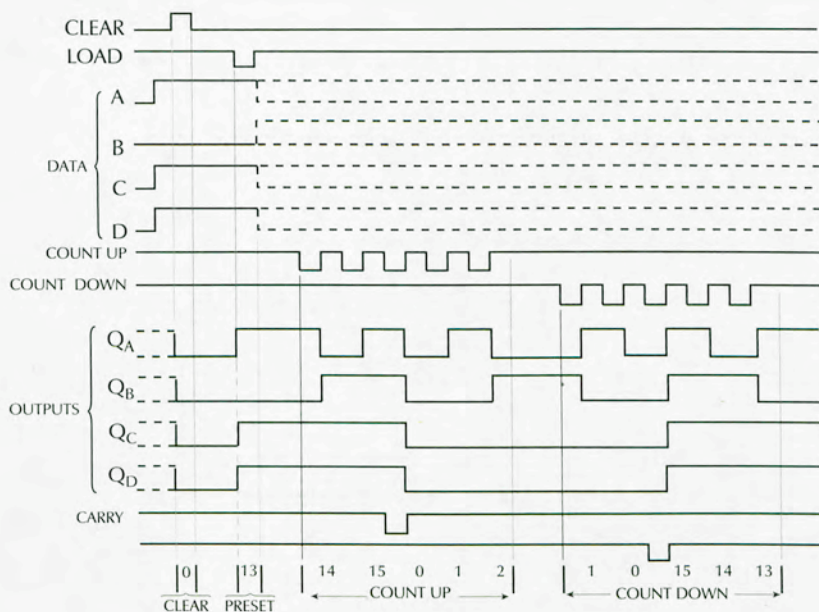 CLEAR
LOAD
A
B
DATA
C
D
COUNT UP
COUNT DOWN
QA
QB
OUTPUTS
QC
QD
CARRY
0 13 14 15 0 1 2 1 0 15 14 13
CLEAR PRESET COUNT UP COUNT DOWN